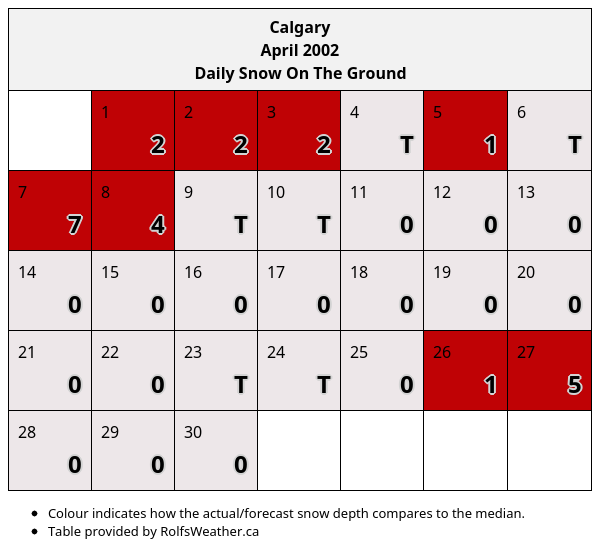 Calgary
April 2002
Daily Snow On The Ground
1 2 3 4 5 6
2 2 2 T 1 T
7 8 9 10 11 12 13
7 4 T T 0 0 0
14 15 16 17 18 19 20
0 0 0 0 0 0 0
21 22 23 24 25 26 27
0 0 T T 0 1 5
28 29 30
0 0 0
• Colour indicates how the actual/forecast snow depth compares to the median.
• Table provided by RolfsWeather.ca